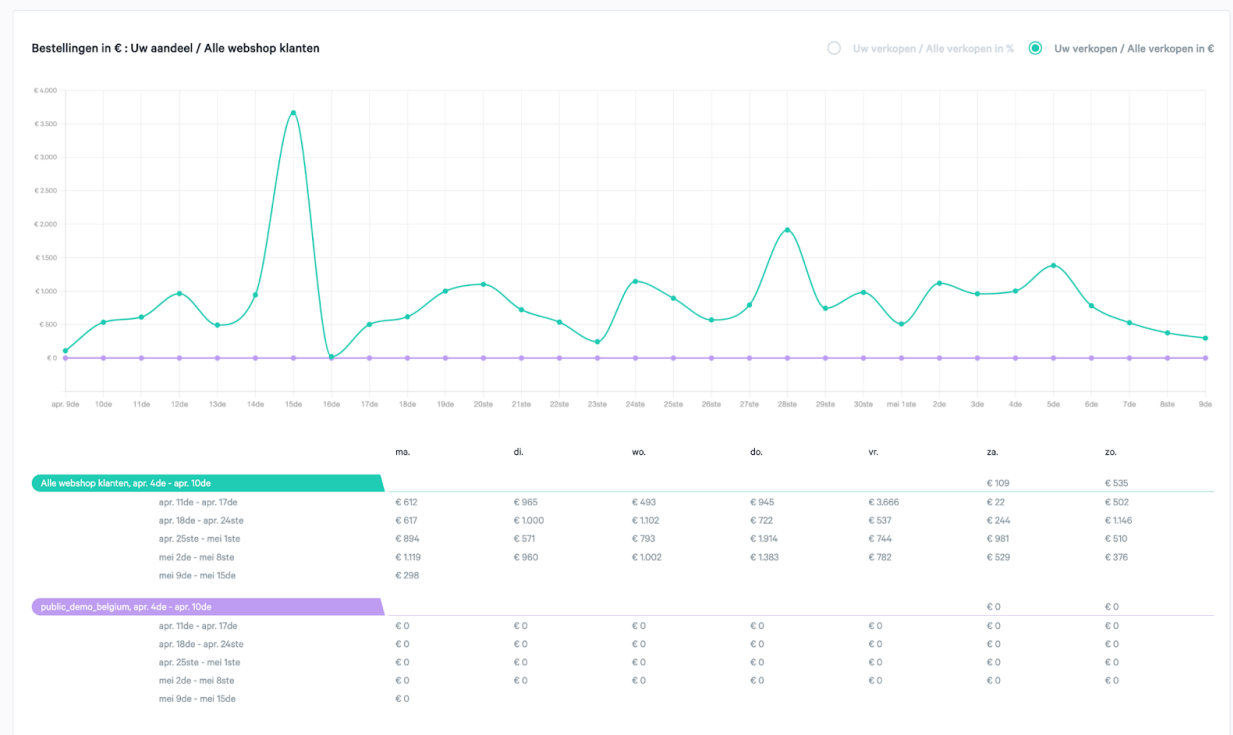 Bestellingen in € : Uw aandeel / Alle webshop klanten
Uw verkopen / Alle verkopen in %
Uw verkopen / Alle verkopen in €
€ 4.000
€ 3.500
€ 3.000
€ 2.500
€ 2.000
€ 1.500
€ 1.000
€ 500
€ 0
apr. 9de 10de 11de 12de 13de 14de 15de 16de 17de 18de 19de 20ste 21ste 22ste 23ste 24ste 25ste 26ste 27ste 28ste 29ste 30ste mei 1ste 2de 3de 4de 5de 6de 7de 8ste 9de
ma. di. wo. do. vr. za. zo.
Alle webshop klanten, apr. 4de - apr. 10de € 109 € 535
apr. 11de - apr. 17de € 612 € 965 € 493 € 945 € 3.666 € 22 € 502
apr. 18de - apr. 24ste € 617 € 1.000 € 1.102 € 722 € 537 € 244 € 1.146
apr. 25ste - mei 1ste € 894 € 571 € 793 € 1.914 € 744 € 981 € 510
mei 2de - mei 8ste € 1.119 € 960 € 1.002 € 1.383 € 782 € 529 € 376
mei 9de - mei 15de € 298
public_demo_belgium, apr. 4de - apr. 10de € 0 € 0
apr. 11de - apr. 17de € 0 € 0 € 0 € 0 € 0 € 0 € 0
apr. 18de - apr. 24ste € 0 € 0 € 0 € 0 € 0 € 0 € 0
apr. 25ste - mei 1ste € 0 € 0 € 0 € 0 € 0 € 0 € 0
mei 2de - mei 8ste € 0 € 0 € 0 € 0 € 0 € 0 € 0
mei 9de - mei 15de € 0